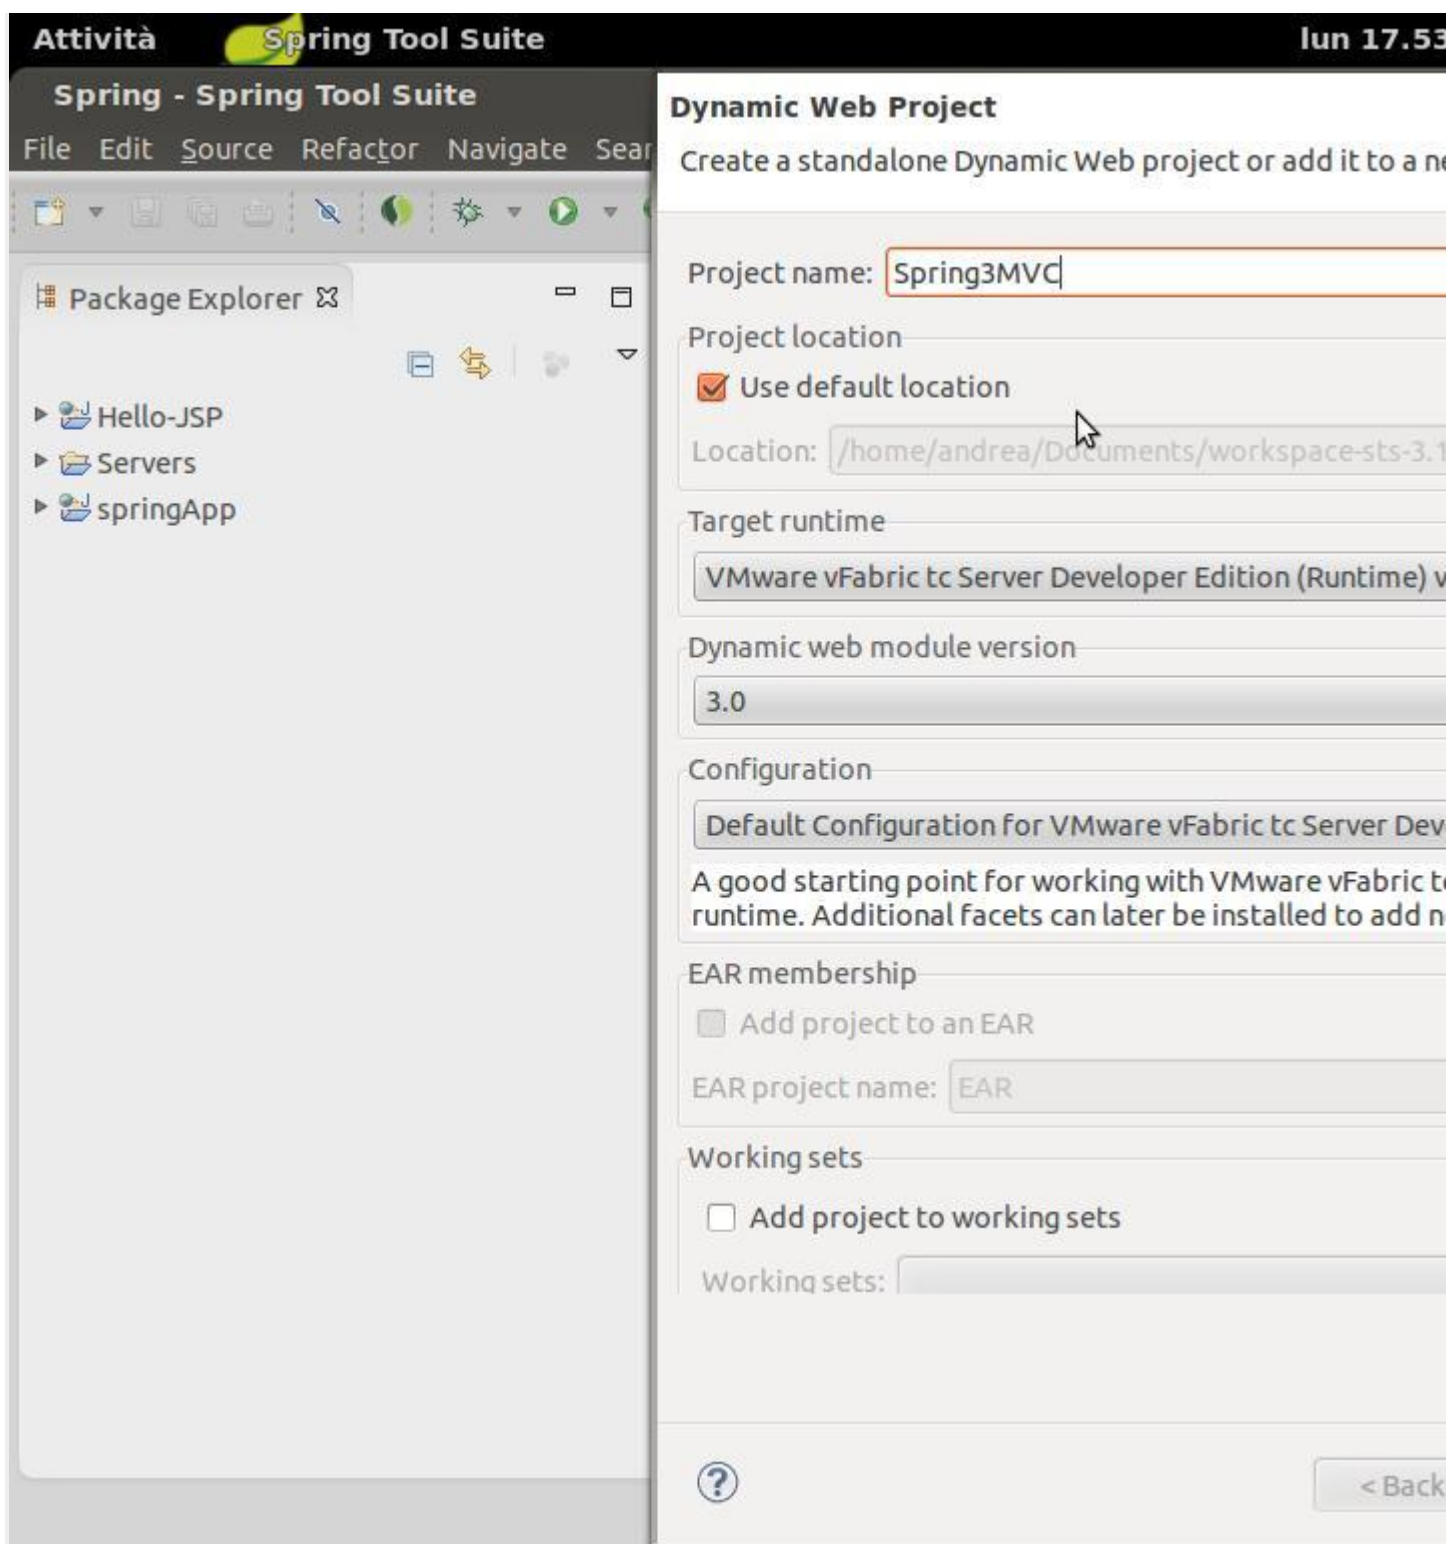 Attività Spring Tool Suite lun 17.53
Spring - Spring Tool Suite
File Edit Source Refactor Navigate Sear
Package Explorer
Hello-JSP
Servers
springApp
Dynamic Web Project
Create a standalone Dynamic Web project or add it to a ne
Project name: Spring3MVC
Project location
Use default location
Location: /home/andrea/Documents/workspace-sts-3.1
Target runtime
VMware vFabric tc Server Developer Edition (Runtime) v
Dynamic web module version
3.0
Configuration
Default Configuration for VMware vFabric tc Server Dev
A good starting point for working with VMware vFabric tc
runtime. Additional facets can later be installed to add n
EAR membership
Add project to an EAR
EAR project name: EAR
Working sets
Add project to working sets
Working sets:
< Back